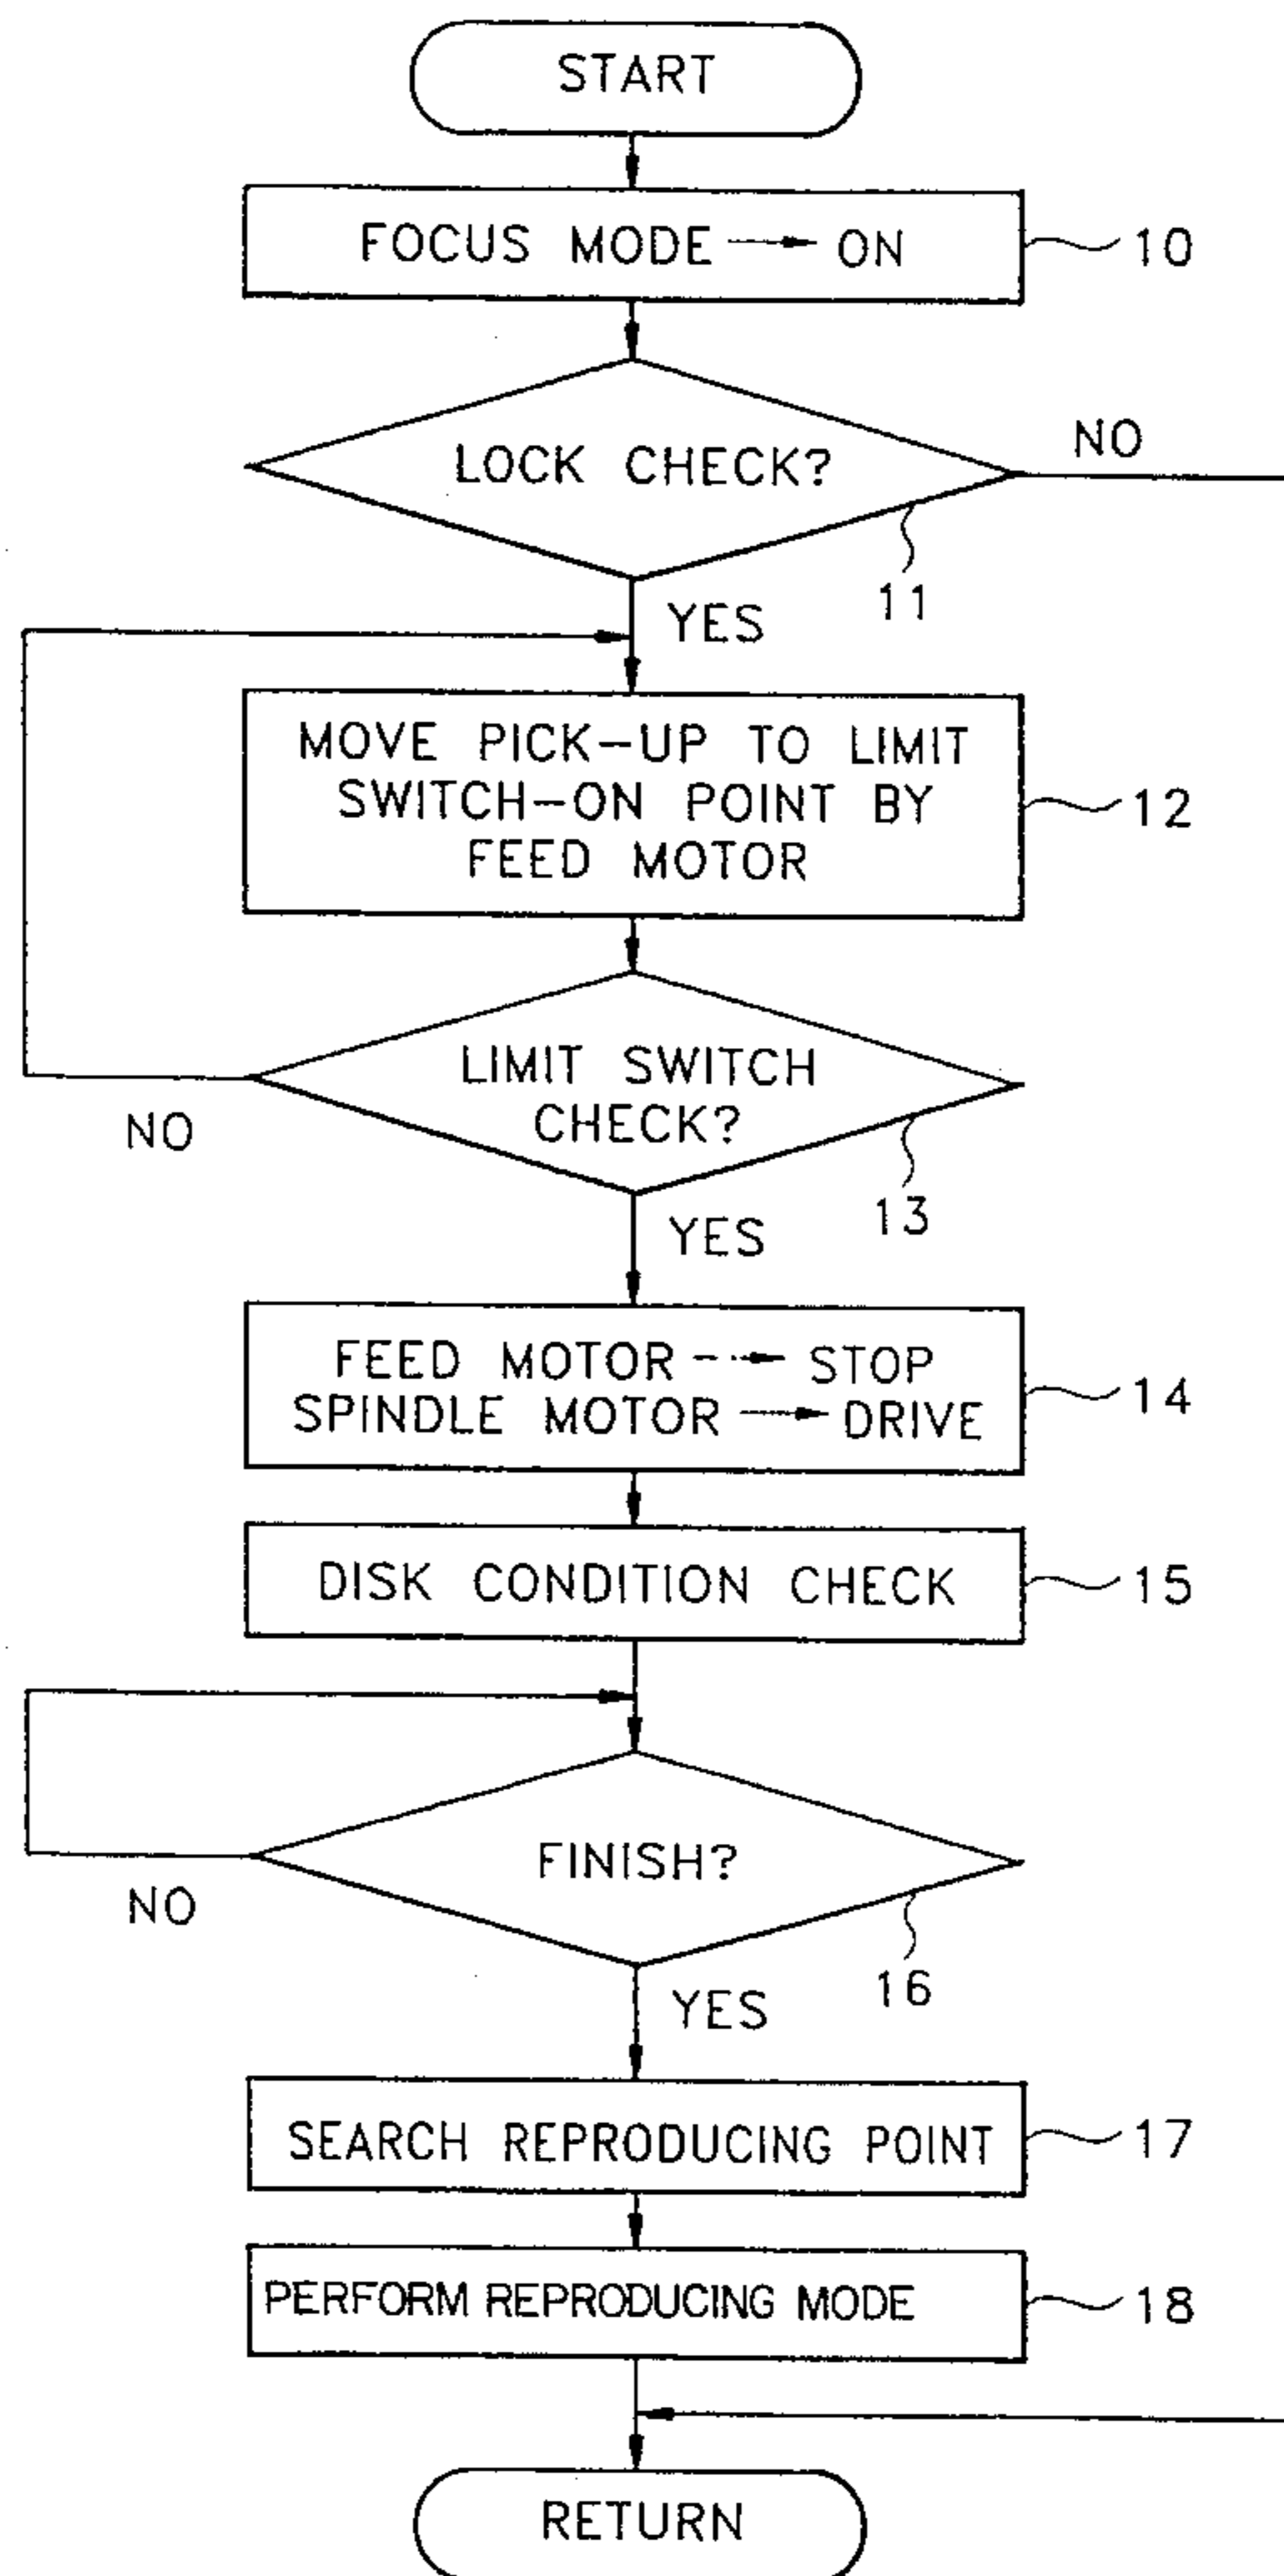 START
FOCUS MODE → ON
10
LOCK CHECK?
NO
11
YES
MOVE PICK-UP TO LIMIT
SWITCH-ON POINT BY
FEED MOTOR
12
LIMIT SWITCH
CHECK?
NO
13
YES
FEED MOTOR → STOP
SPINDLE MOTOR → DRIVE
14
DISK CONDITION CHECK
15
FINISH?
NO
16
YES
SEARCH REPRODUCING POINT
17
PERFORM REPRODUCING MODE
18
RETURN